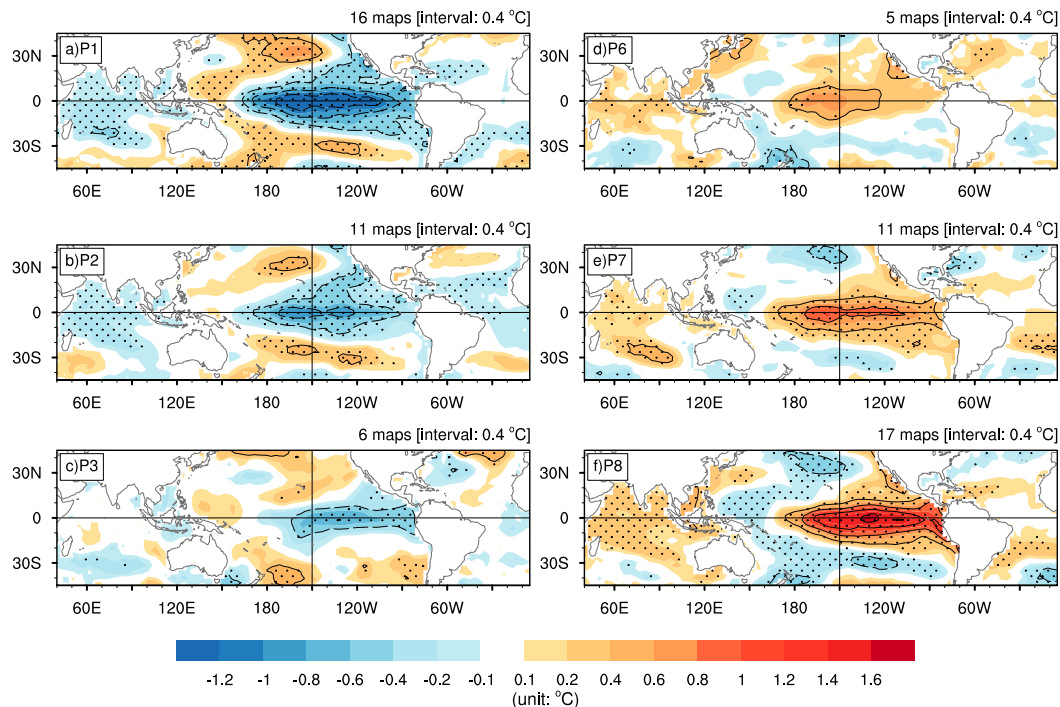 16 maps [interval: 0.4 °C]
a)P1
30N
0
30S
60E 120E 180 120W 60W
11 maps [interval: 0.4 °C]
b)P2
30N
0
30S
60E 120E 180 120W 60W
6 maps [interval: 0.4 °C]
c)P3
30N
0
30S
60E 120E 180 120W 60W
5 maps [interval: 0.4 °C]
d)P6
30N
0
30S
60E 120E 180 120W 60W
11 maps [interval: 0.4 °C]
e)P7
30N
0
30S
60E 120E 180 120W 60W
17 maps [interval: 0.4 °C]
f)P8
30N
0
30S
60E 120E 180 120W 60W
-1.2 -1 -0.8 -0.6 -0.4 -0.2 -0.1 0.1 0.2 0.4 0.6 0.8 1 1.2 1.4 1.6
(unit: °C)